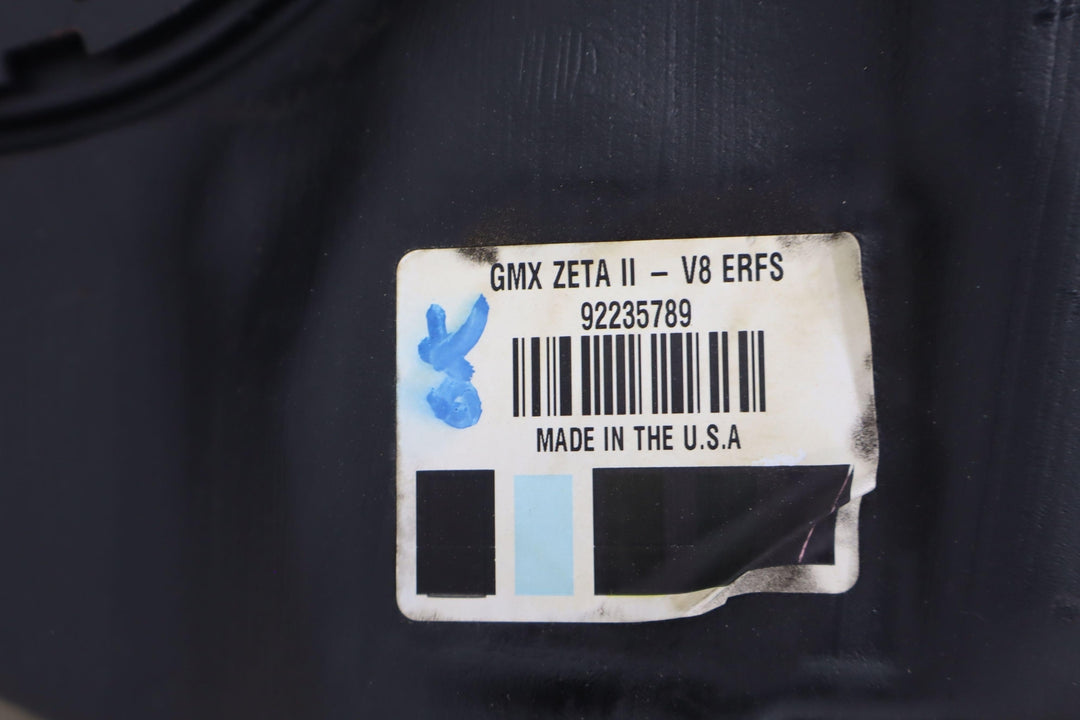 GMX ZETA II – V8 ERFS
92235789
MADE IN THE U.S.A